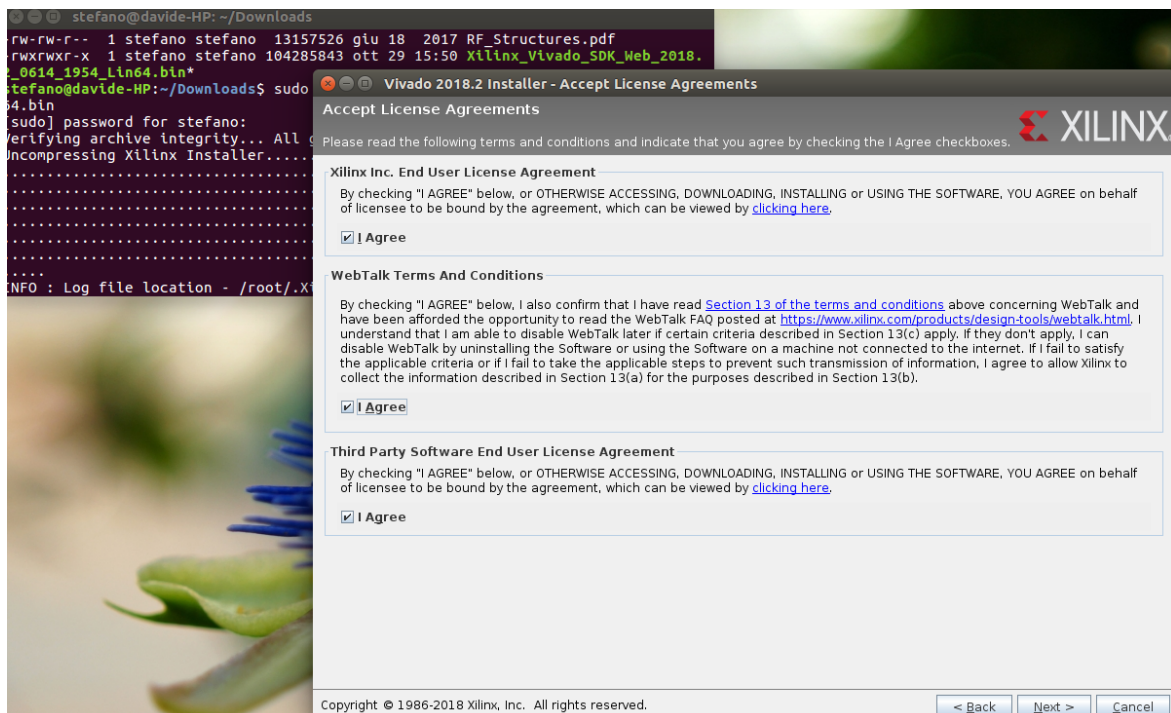 stefano@davide-HP: ~/Downloads
-rw-rw-r-- 1 stefano stefano 13157526 giu 18 2017 RF_Structures.pdf
-rwxrwxr-x 1 stefano stefano 104285843 ott 29 15:50 Xilinx_Vivado_SDK_Web_2018.
2_0614_1954_Lin64.bin*
stefano@davide-HP:~/Downloads$ sudo
64.bin
[sudo] password for stefano:
Verifying archive integrity... All
Uncompressing Xilinx Installer......
.....
INFO : Log file location - /root/.Xi
Vivado 2018.2 Installer - Accept License Agreements
Accept License Agreements
Please read the following terms and conditions and indicate that you agree by checking the I Agree checkboxes.
XILINX
Xilinx Inc. End User License Agreement
By checking "I AGREE" below, or OTHERWISE ACCESSING, DOWNLOADING, INSTALLING or USING THE SOFTWARE, YOU AGREE on behalf
of licensee to be bound by the agreement, which can be viewed by clicking here.
I Agree
WebTalk Terms And Conditions
By checking "I AGREE" below, I also confirm that I have read Section 13 of the terms and conditions above concerning WebTalk and
have been afforded the opportunity to read the WebTalk FAQ posted at https://www.xilinx.com/products/design-tools/webtalk.html. I
understand that I am able to disable WebTalk later if certain criteria described in Section 13(c) apply. If they don't apply, I can
disable WebTalk by uninstalling the Software or using the Software on a machine not connected to the internet. If I fail to satisfy
the applicable criteria or if I fail to take the applicable steps to prevent such transmission of information, I agree to allow Xilinx to
collect the information described in Section 13(a) for the purposes described in Section 13(b).
I Agree
Third Party Software End User License Agreement
By checking "I AGREE" below, or OTHERWISE ACCESSING, DOWNLOADING, INSTALLING or USING THE SOFTWARE, YOU AGREE on behalf
of licensee to be bound by the agreement, which can be viewed by clicking here.
I Agree
Copyright © 1986-2018 Xilinx, Inc. All rights reserved.
< Back
Next >
Cancel